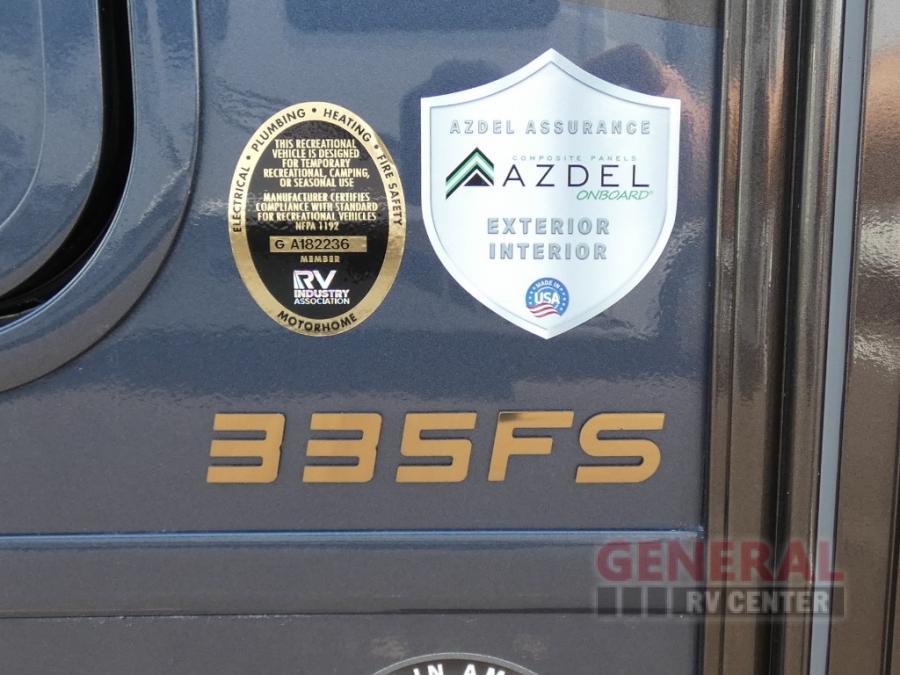 ELECTRICAL • PLUMBING • HEATING • FIRE SAFETY
THIS RECREATIONAL
VEHICLE IS DESIGNED
FOR TEMPORARY
RECREATIONAL, CAMPING,
OR SEASONAL USE
MANUFACTURER CERTIFIES
COMPLIANCE WITH STANDARD
FOR RECREATIONAL VEHICLES
NFPA 1192
G A182236
MEMBER
RV
INDUSTRY
ASSOCIATION
MOTORHOME
AZDEL ASSURANCE
COMPOSITE PANELS
AZDEL
ONBOARD®
EXTERIOR
INTERIOR
MADE IN
USA
335FS
GENERAL
RV CENTER
IN AM